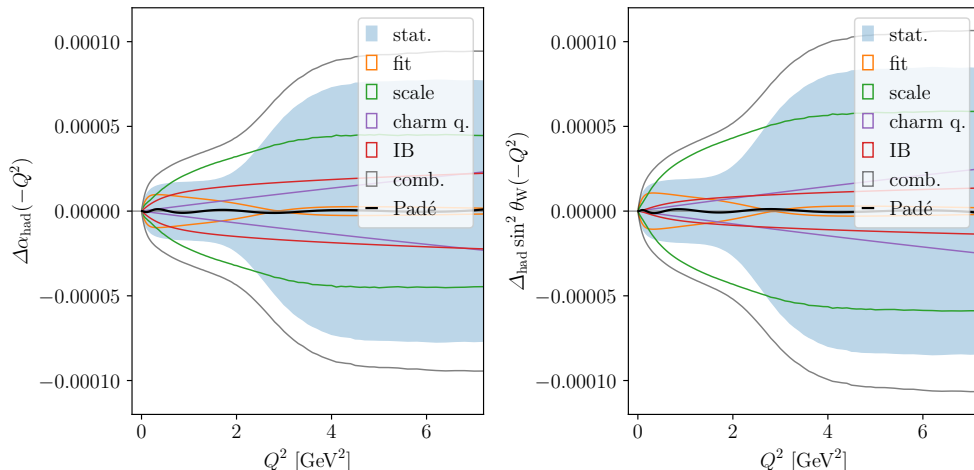 0.00010
0.00005
0.00000
−0.00005
−0.00010
Δα_had(−Q²)
0 2 4 6
Q² [GeV²]
stat.
fit
scale
charm q.
IB
comb.
Padé
0.00010
0.00005
0.00000
−0.00005
−0.00010
Δ_had sin² θ_W(−Q²)
0 2 4 6
Q² [GeV²]
stat.
fit
scale
charm q.
IB
comb.
Padé